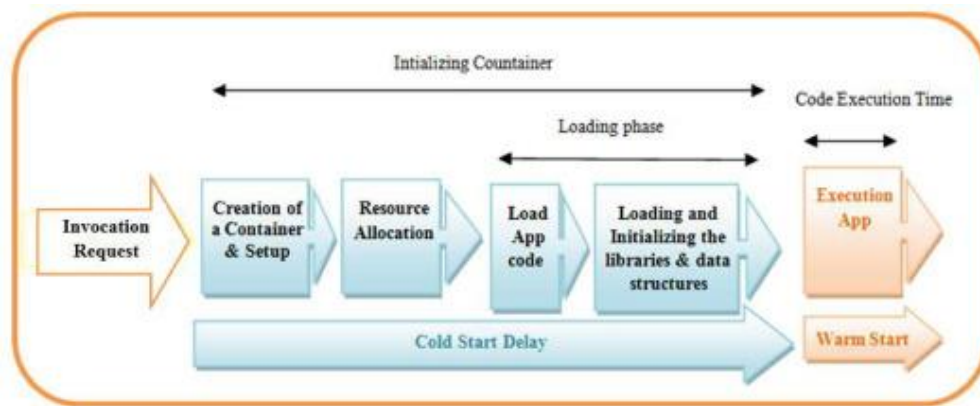 Intializing Countainer
Code Execution Time
Loading phase
Invocation
Request
Creation of
a Container
& Setup
Resource
Allocation
Load
App
code
Loading and
Initializing the
libraries & data
structures
Execution
App
Cold Start Delay
Warm Start